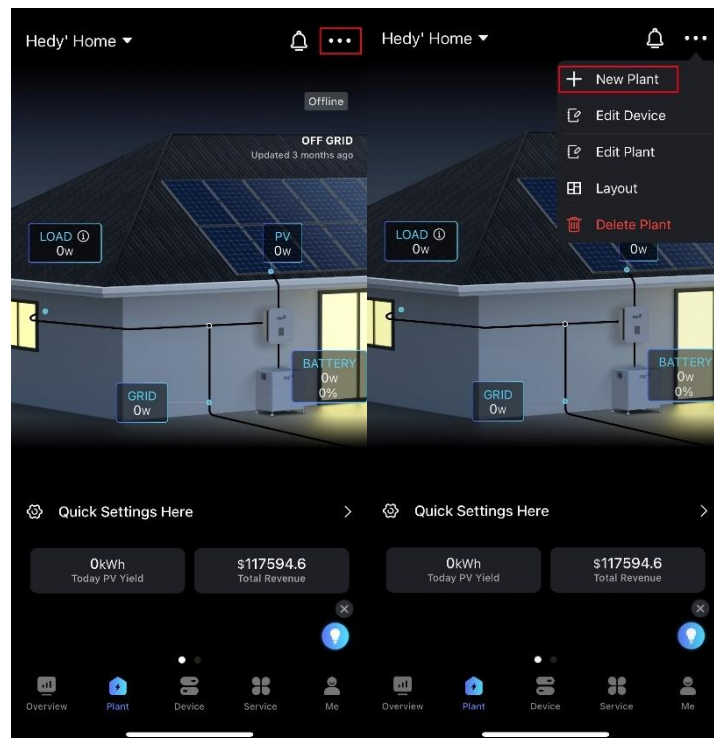 Hedy' Home
Offline
OFF GRID
Updated 3 months ago
LOAD
0w
PV
0w
BATTERY
0w
0%
GRID
0w
Quick Settings Here
0kWh
Today PV Yield
$117594.6
Total Revenue
Overview
Plant
Device
Service
Me
Hedy' Home
New Plant
Edit Device
Edit Plant
Layout
Delete Plant
LOAD
0w
0w
BATTERY
0w
0%
GRID
0w
Quick Settings Here
0kWh
Today PV Yield
$117594.6
Total Revenue
Overview
Plant
Device
Service
Me